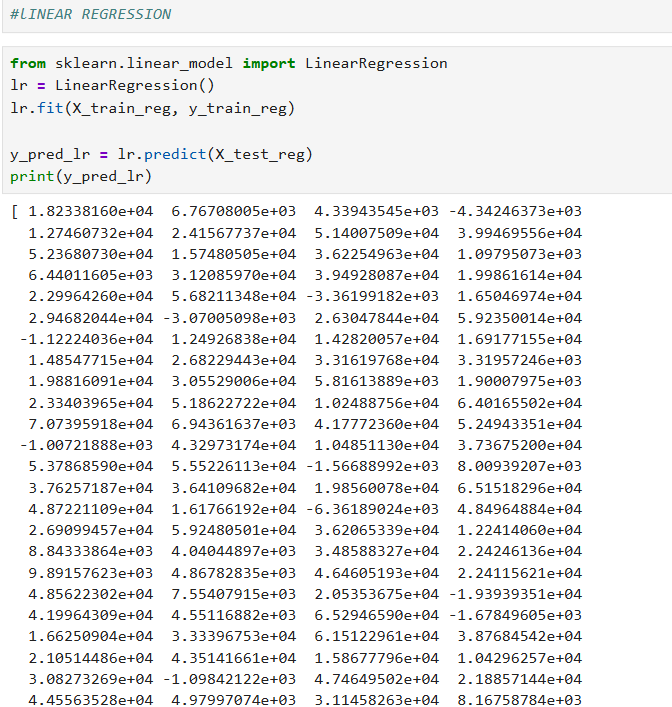 #lINEAR REGRESSION
from sklearn.linear_model import LinearRegression
lr = LinearRegression()
lr.fit(X_train_reg, y_train_reg)
y_pred_lr = lr.predict(X_test_reg)
print(y_pred_lr)
[ 1.82338160e+04  6.76708005e+03  4.33943545e+03 -4.34246373e+03
  1.27460732e+04  2.41567737e+04  5.14007509e+04  3.99469556e+04
  5.23680730e+04  1.57480505e+04  3.62254963e+04  1.09795073e+03
  6.44011605e+03  3.12085970e+04  3.94928087e+04  1.99861614e+04
  2.29964260e+04  5.68211348e+04 -3.36199182e+03  1.65046974e+04
  2.94682044e+04 -3.07005098e+03  2.63047844e+04  5.92350014e+04
 -1.12224036e+04  1.24926838e+04  1.42820057e+04  1.69177155e+04
  1.48547715e+04  2.68229443e+04  3.31619768e+04  3.31957246e+03
  1.98816091e+04  3.05529006e+04  5.81613889e+03  1.90007975e+03
  2.33403965e+04  5.18622722e+04  1.02488756e+04  6.40165502e+04
  7.07395918e+04  6.94361637e+03  4.17772360e+04  5.24943351e+04
 -1.00721888e+03  4.32973174e+04  1.04851130e+04  3.73675200e+04
  5.37868590e+04  5.55226113e+04 -1.56688992e+03  8.00939207e+03
  3.76257187e+04  3.64109682e+04  1.98560078e+04  6.51518296e+04
  4.87221109e+04  1.61766192e+04 -6.36189024e+03  4.84964884e+04
  2.69099457e+04  5.92480501e+04  3.62065339e+04  1.22414060e+04
  8.84333864e+03  4.04044897e+03  3.48588327e+04  2.24246136e+04
  9.89157623e+03  4.86782835e+04  4.64605193e+04  2.24115621e+04
  4.85622302e+04  7.55407915e+03  2.05353675e+04 -1.93939351e+04
  4.19964309e+04  4.55116882e+04  6.52946590e+04 -1.67849605e+03
  1.66250904e+04  3.33396753e+04  6.15122961e+04  3.87684542e+04
  2.10514486e+04  4.35141661e+04  1.58677796e+04  1.04296257e+04
  3.08273269e+04 -1.09842122e+03  4.74649502e+04  2.18857144e+04
  4.45563528e+04  4.97997074e+03  3.11458263e+04  8.16758784e+03